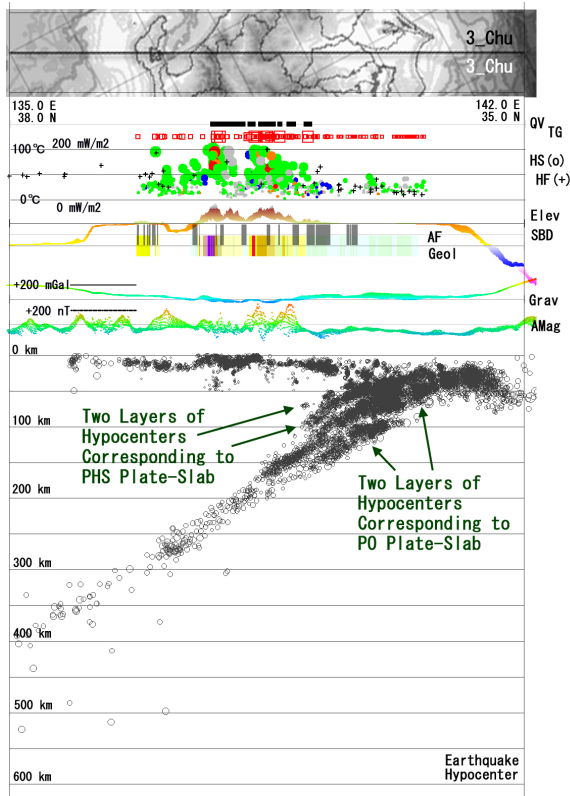 3_Chu
3_Chu
135.0 E
38.0 N
142.0 E
35.0 N
QV
TG
100℃
200 mW/m2
HS(o)
HF(+)
0℃
0 mW/m2
Elev
SBD
AF
Geol
+200 mGal
Grav
+200 nT
AMag
0 km
100 km
Two Layers of
Hypocenters
Corresponding to
PHS Plate-Slab
Two Layers of
Hypocenters
Corresponding to
PO Plate-Slab
200 km
300 km
400 km
500 km
600 km
Earthquake
Hypocenter